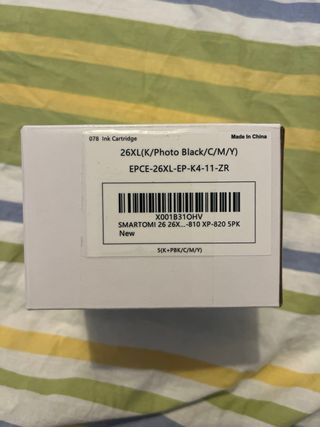 078 Ink Cartridge Made In China
26XL(K/Photo Black/C/M/Y)
EPCE-26XL-EP-K4-11-ZR
X001B31OHV
SMARTOMI 26 26X...-810 XP-820 5PK
New
5(K+PBK/C/M/Y)